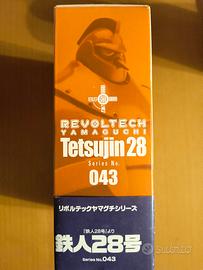 REVOLTECH
YAMAGUCHI
Tetsujin 28
Series No.
043
リボルテックヤマグチシリーズ
「鉄人28号」より
鉄人28号
Series No.043
subito